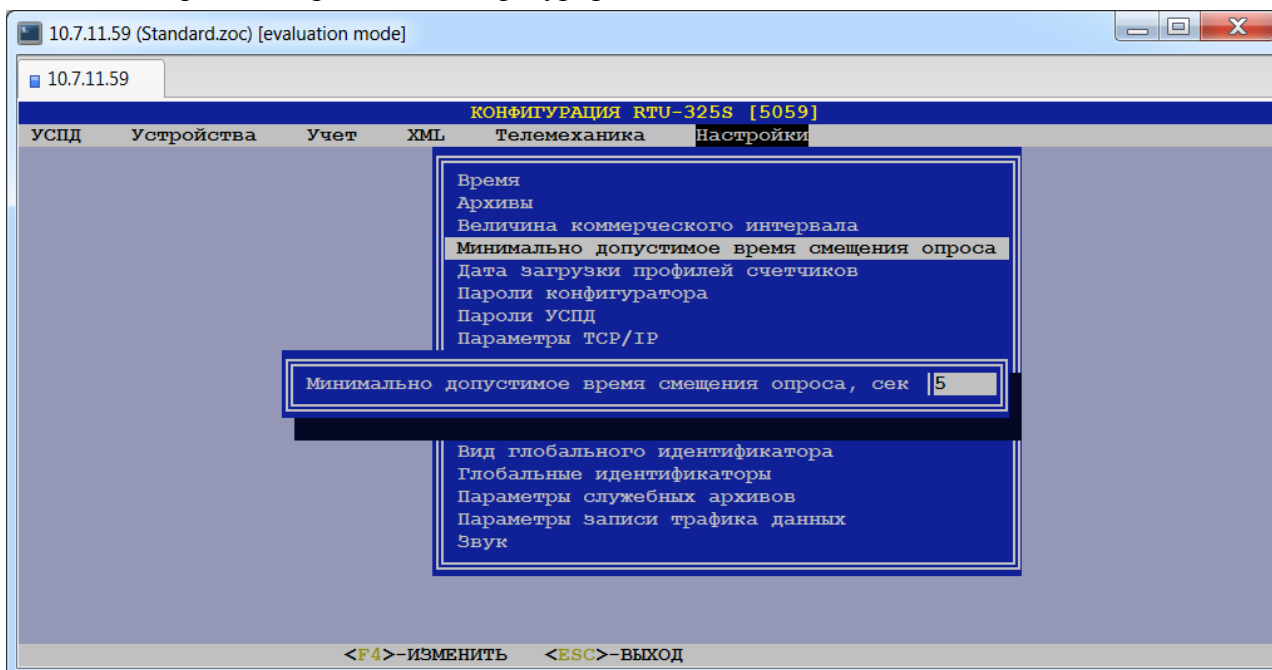 10.7.11.59 (Standard.zoc) [evaluation mode]
10.7.11.59
КОНФИГУРАЦИЯ RTU-325S [5059]
УСПД Устройства Учет XML Телемеханика Настройки
Время
Архивы
Величина коммерческого интервала
Минимально допустимое время смещения опроса
Дата загрузки профилей счетчиков
Пароли конфигуратора
Пароли УСПД
Параметры TCP/IP
Минимально допустимое время смещения опроса, сек 5
Вид глобального идентификатора
Глобальные идентификаторы
Параметры служебных архивов
Параметры записи трафика данных
Звук
<F4>-ИЗМЕНИТЬ <ESC>-ВЫХОД